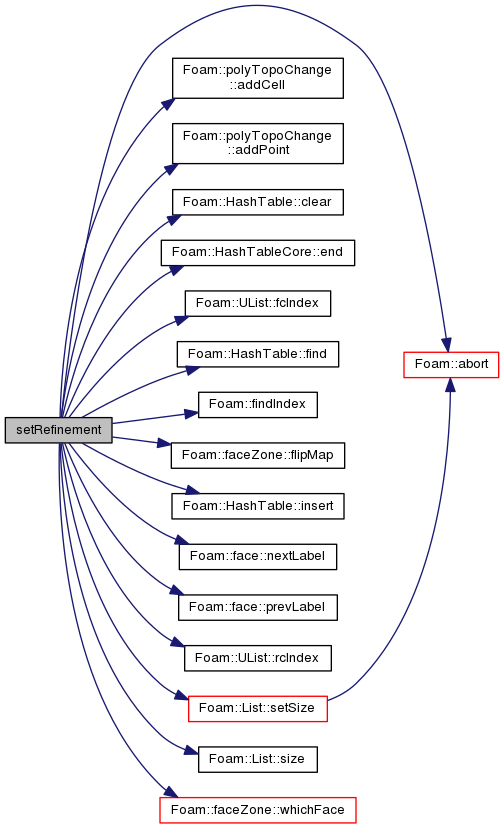 Foam::polyTopoChange
::addCell
Foam::polyTopoChange
::addPoint
Foam::HashTable::clear
Foam::HashTableCore::end
Foam::UList::fcIndex
Foam::HashTable::find
Foam::abort
Foam::findIndex
setRefinement
Foam::faceZone::flipMap
Foam::HashTable::insert
Foam::face::nextLabel
Foam::face::prevLabel
Foam::UList::rcIndex
Foam::List::setSize
Foam::List::size
Foam::faceZone::whichFace